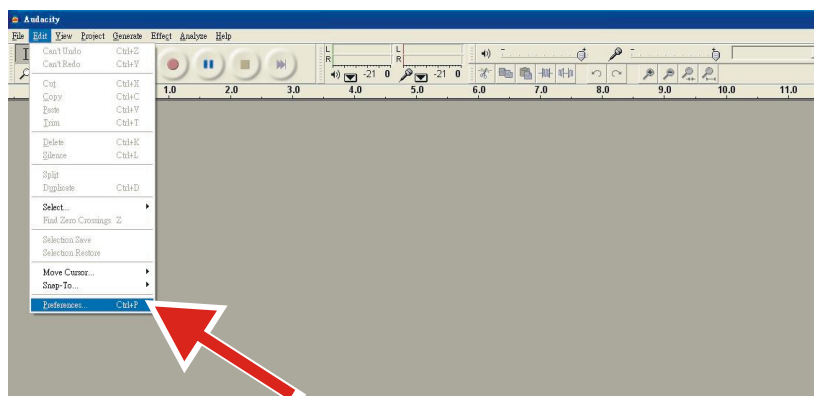 Audacity
File Edit View Project Generate Effect Analyze Help
Can't Undo Ctrl+Z
Can't Redo Ctrl+Y
Cut Ctrl+X
Copy Ctrl+C
Paste Ctrl+V
Trim Ctrl+T
Delete Ctrl+K
Silence Ctrl+L
Split
Duplicate Ctrl+D
Select...
Find Zero Crossings Z
Selection Save
Selection Restore
Move Cursor...
Snap-To...
Preferences... Ctrl+P
L L
R R
-21 0 -21 0
1.0 2.0 3.0 4.0 5.0 6.0 7.0 8.0 9.0 10.0 11.0